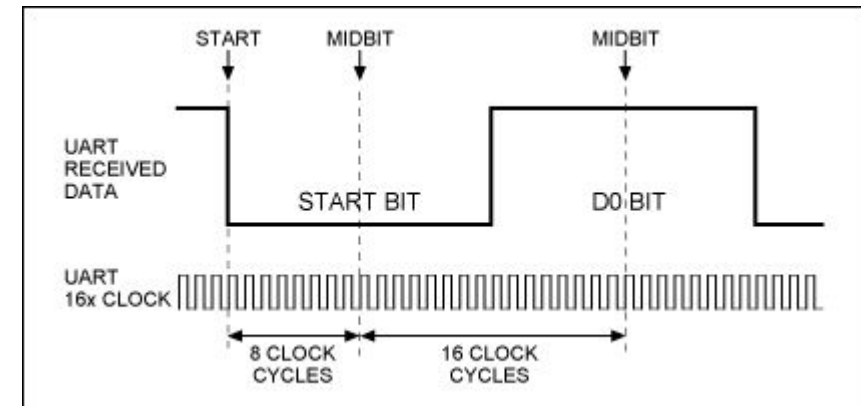 START
MIDBIT
MIDBIT
UART
RECEIVED
DATA
START BIT
D0 BIT
UART
16x CLOCK
8 CLOCK
CYCLES
16 CLOCK
CYCLES